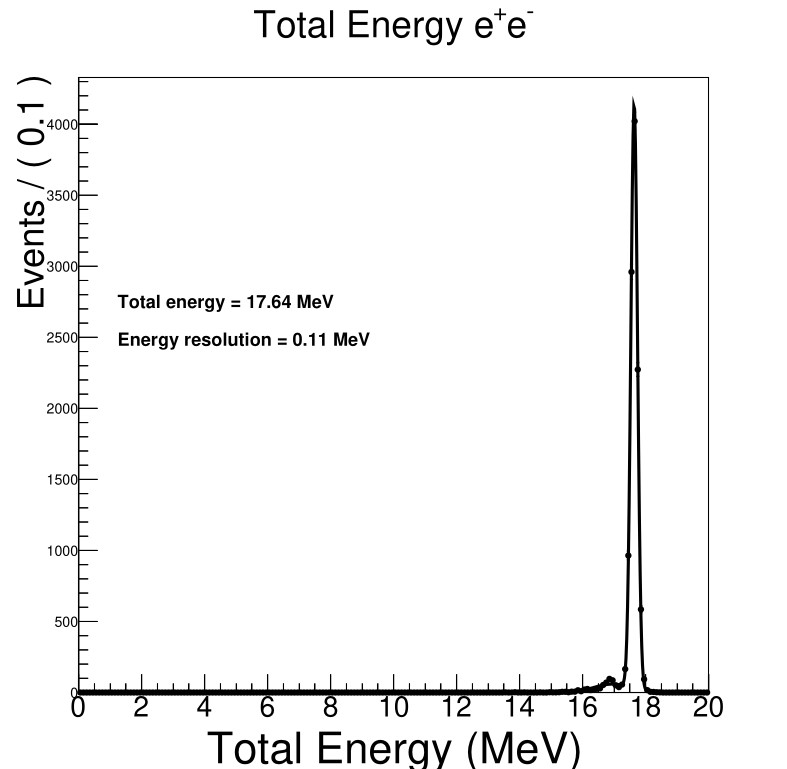 Total Energy e⁺e⁻
Events / ( 0.1 )
4000
3500
3000
2500
2000
1500
1000
500
0
Total energy = 17.64 MeV
Energy resolution = 0.11 MeV
0 2 4 6 8 10 12 14 16 18 20
Total Energy (MeV)